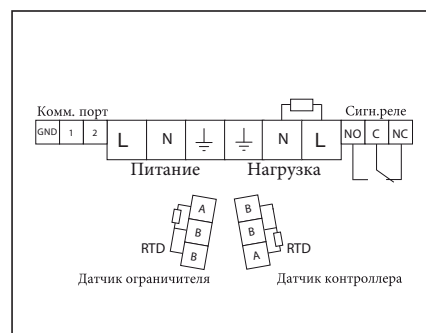 Комм. порт Сигн.реле
GND 1 2 L N N L NO C NC
Питание Нагрузка
A B
B B
RTD B A RTD
Датчик ограничителя Датчик контроллера